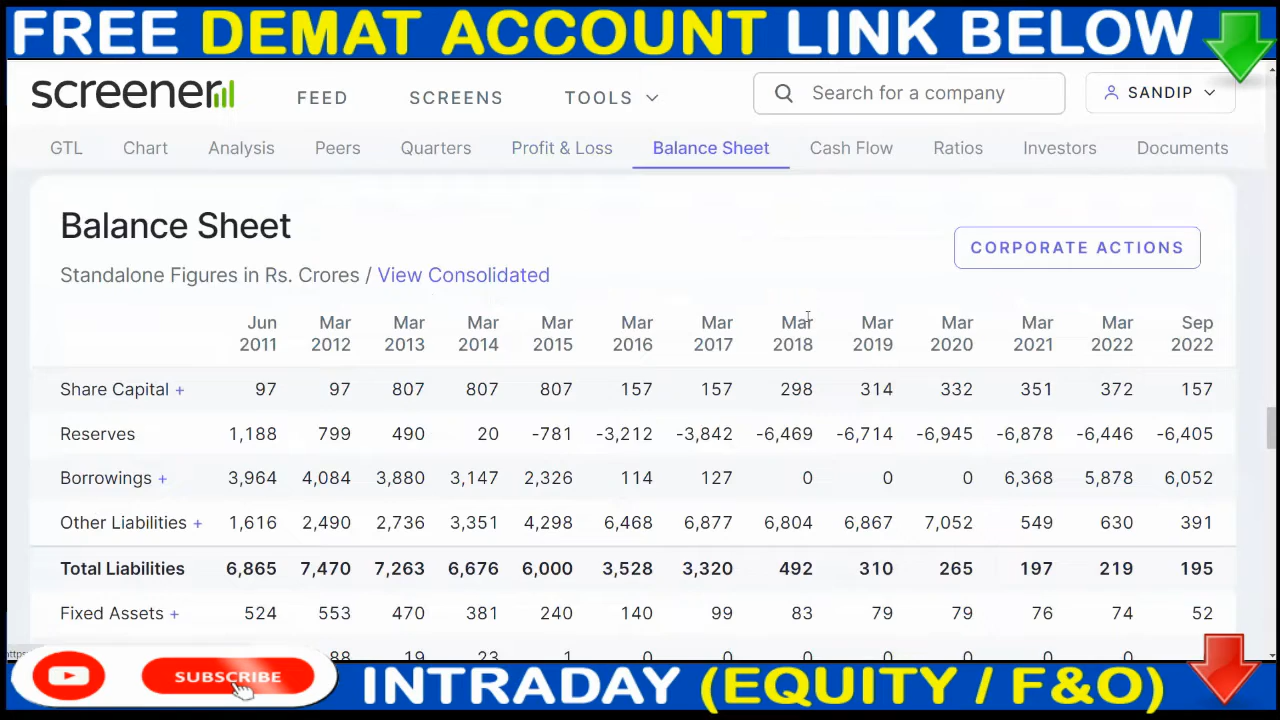 FREE DEMAT ACCOUNT LINK BELOW
screener
FEED SCREENS TOOLS Search for a company SANDIP
GTL Chart Analysis Peers Quarters Profit & Loss Balance Sheet Cash Flow Ratios Investors Documents
Balance Sheet
CORPORATE ACTIONS
Standalone Figures in Rs. Crores / View Consolidated
Jun Mar Mar Mar Mar Mar Mar Mar Mar Mar Mar Mar Sep
2011 2012 2013 2014 2015 2016 2017 2018 2019 2020 2021 2022 2022
Share Capital + 97 97 807 807 807 157 157 298 314 332 351 372 157
Reserves 1,188 799 490 20 -781 -3,212 -3,842 -6,469 -6,714 -6,945 -6,878 -6,446 -6,405
Borrowings + 3,964 4,084 3,880 3,147 2,326 114 127 0 0 0 6,368 5,878 6,052
Other Liabilities + 1,616 2,490 2,736 3,351 4,298 6,468 6,877 6,804 6,867 7,052 549 630 391
Total Liabilities 6,865 7,470 7,263 6,676 6,000 3,528 3,320 492 310 265 197 219 195
Fixed Assets + 524 553 470 381 240 140 99 83 79 79 76 74 52
SUBSCRIBE
INTRADAY (EQUITY / F&O)